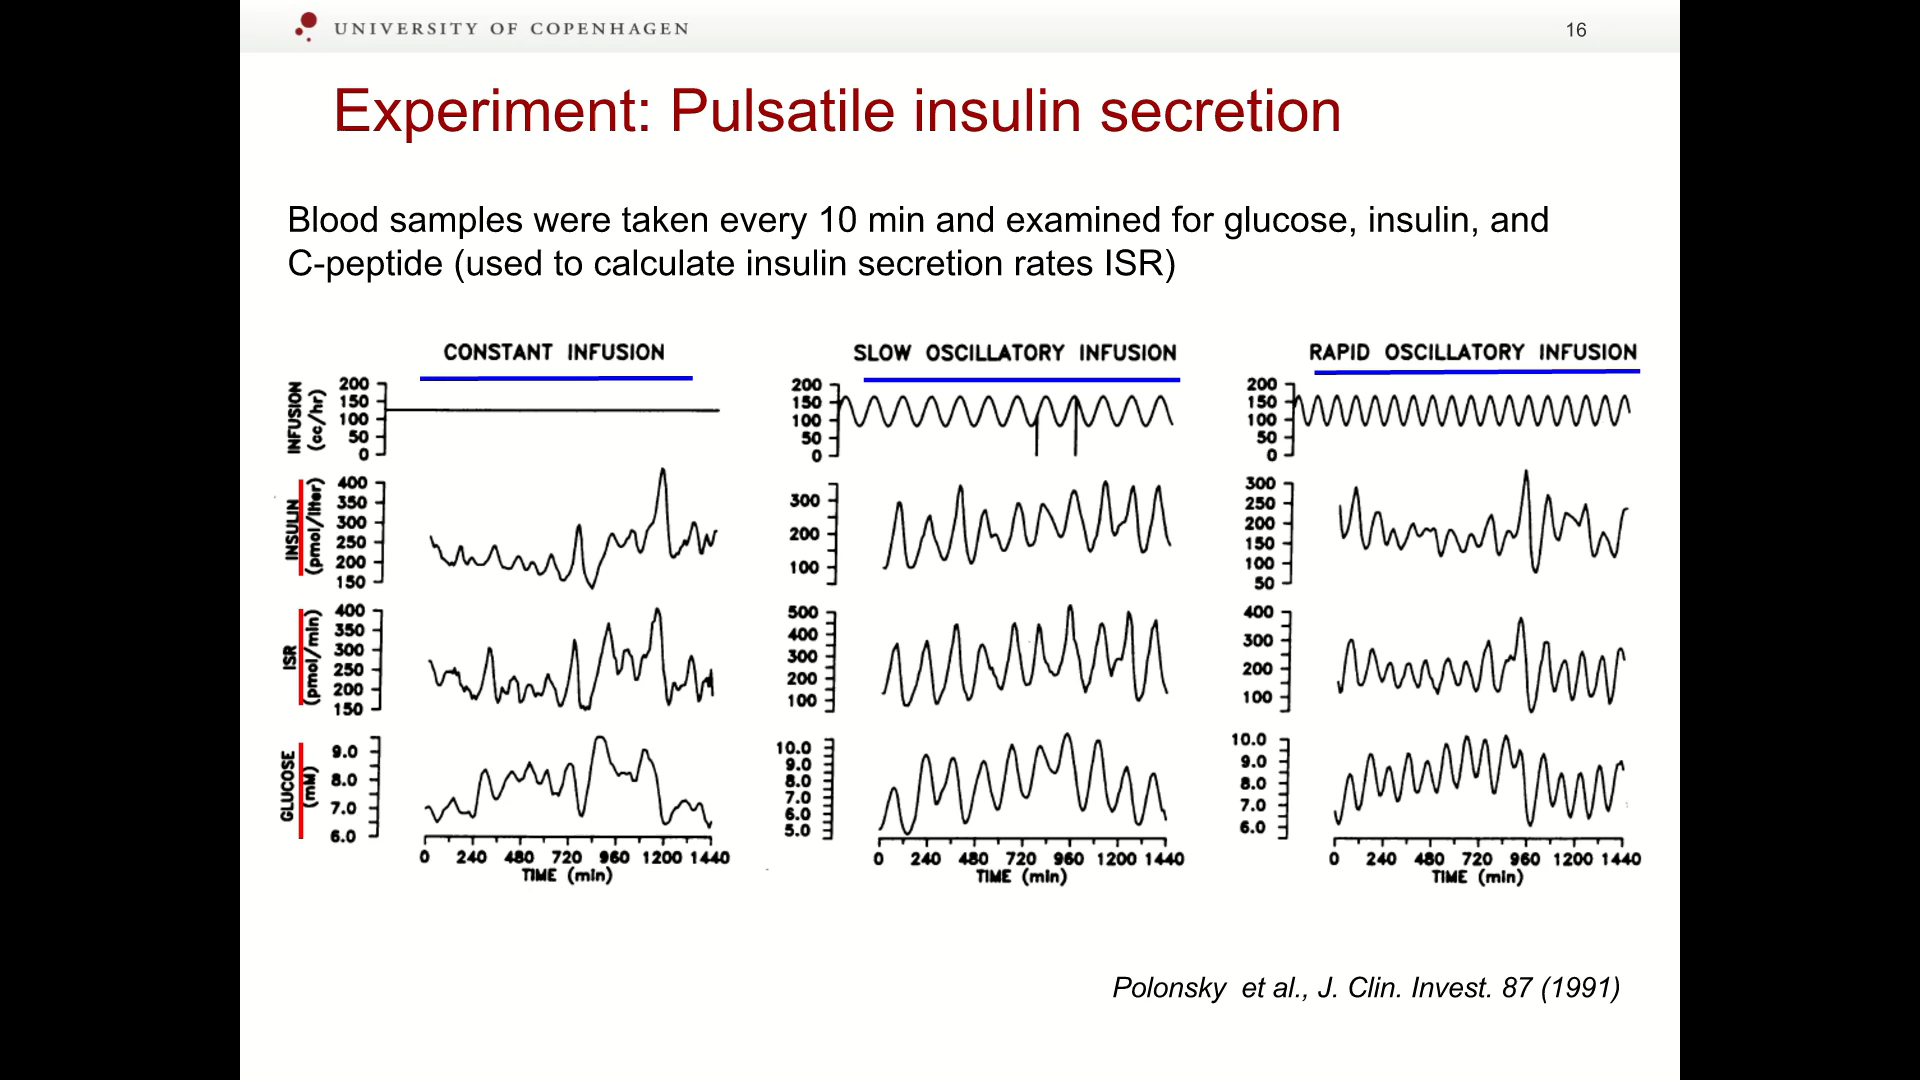 UNIVERSITY OF COPENHAGEN
16
Experiment: Pulsatile insulin secretion
Blood samples were taken every 10 min and examined for glucose, insulin, and
C-peptide (used to calculate insulin secretion rates ISR)
CONSTANT INFUSION
SLOW OSCILLATORY INFUSION
RAPID OSCILLATORY INFUSION
INFUSION
(cc/hr)
200
150
100
50
0
200
150
100
50
0
200
150
100
50
0
INSULIN
(pmol/liter)
400
350
300
250
200
150
300
200
100
300
250
200
150
100
50
ISR
(pmol/min)
400
350
300
250
200
150
500
400
300
200
100
400
300
200
100
GLUCOSE
(mM)
9.0
8.0
7.0
6.0
10.0
9.0
8.0
7.0
6.0
5.0
10.0
9.0
8.0
7.0
6.0
0 240 480 720 960 1200 1440
TIME (min)
0 240 480 720 960 1200 1440
TIME (min)
0 240 480 720 960 1200 1440
TIME (min)
Polonsky et al., J. Clin. Invest. 87 (1991)